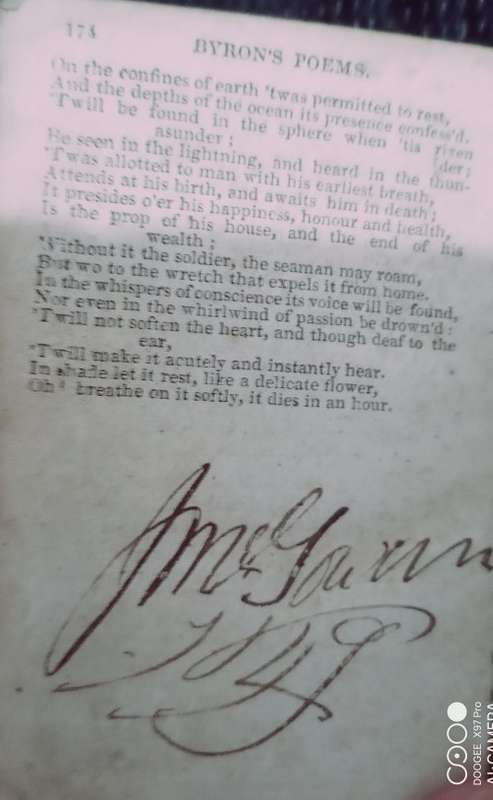 174
BYRON'S POEMS.
On the confines of earth 'twas permitted to rest,
And the depths of the ocean its presence confess'd.
'Twill be found in the sphere when 'tis riven
asunder; [der;
Be seen in the lightning, and heard in the thun-
'Twas allotted to man with his earliest breath,
Attends at his birth, and awaits him in death;
It presides o'er his happiness, honour and health,
Is the prop of his house, and the end of his
wealth;
Without it the soldier, the seaman may roam,
But wo to the wretch that expels it from home.
In the whispers of conscience its voice will be found,
Nor even in the whirlwind of passion be drown'd:
'Twill not soften the heart, and though deaf to the
ear,
'Twill make it acutely and instantly hear.
In shade let it rest, like a delicate flower,
Oh breathe on it softly, it dies in an hour.
J McGowan
1849
DOOGEE X97Pro
AI CAMERA